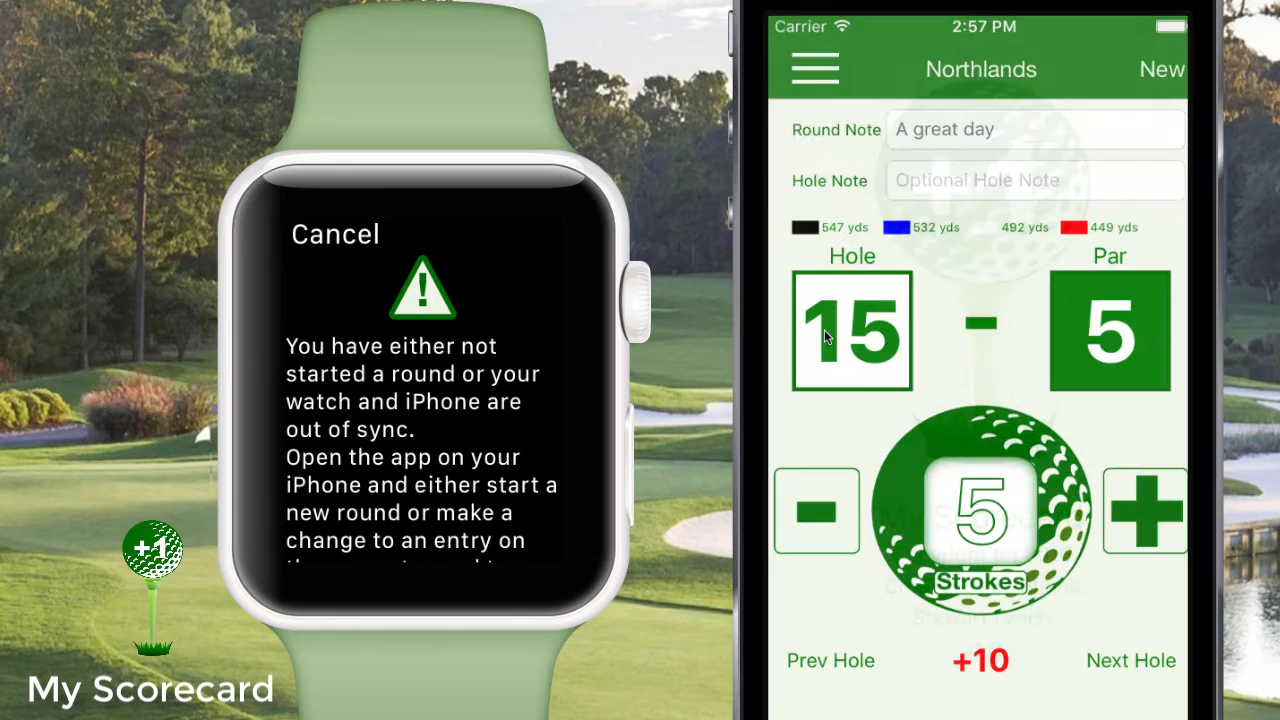 Cancel
!
You have either not
started a round or your
watch and iPhone are
out of sync.
Open the app on your
iPhone and either start a
new round or make a
change to an entry on
+1
My Scorecard
Carrier 2:57 PM
Northlands New
Round Note A great day
Hole Note Optional Hole Note
547 yds 532 yds 492 yds 449 yds
Hole Par
15 - 5
- 5 +
Strokes
Prev Hole +10 Next Hole